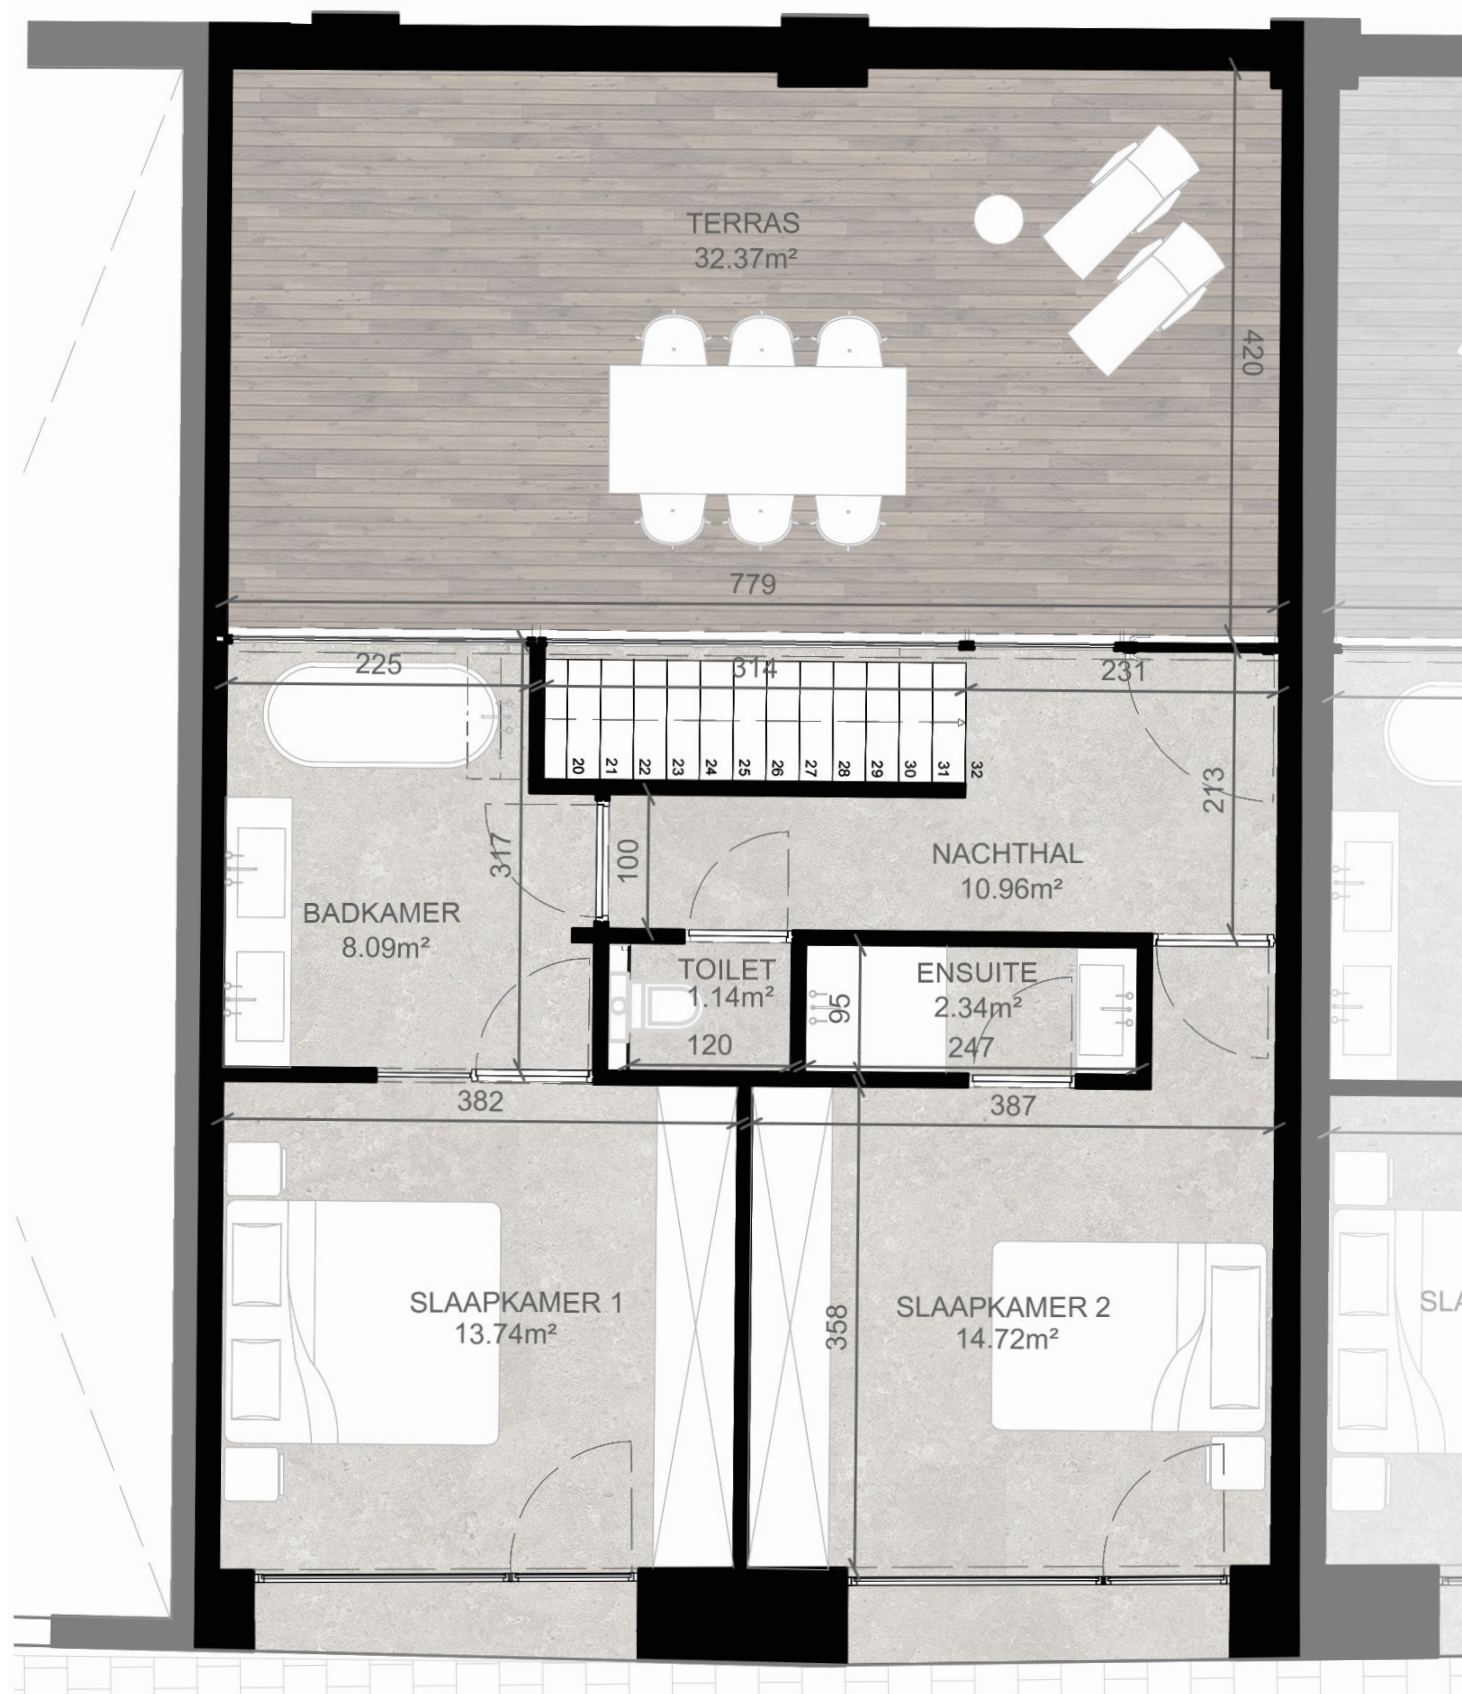 TERRAS
32.37m²
420
779
225
314
231
20
21
22
23
24
25
26
27
28
29
30
31
32
213
317
100
NACHTHAL
10.96m²
BADKAMER
8.09m²
TOILET
1.14m²
120
95
ENSUITE
2.34m²
247
382
387
SLAAPKAMER 1
13.74m²
358
SLAAPKAMER 2
14.72m²
SLA